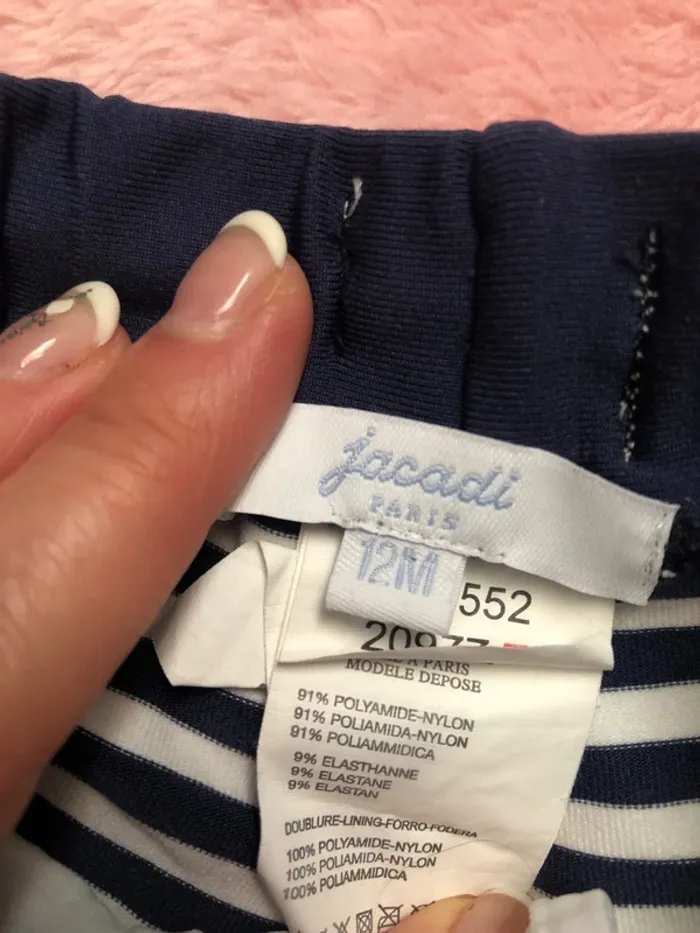 jacadi
PARIS
12M
552
A PARIS
MODELE DEPOSE
91% POLYAMIDE-NYLON
91% POLIAMIDA-NYLON
91% POLIAMMIDICA
9% ELASTHANNE
9% ELASTANE
9% ELASTAN
DOUBLURE-LINING-FORRO-FODERA
100% POLYAMIDE-NYLON
100% POLIAMIDA-NYLON
100% POLIAMMIDICA